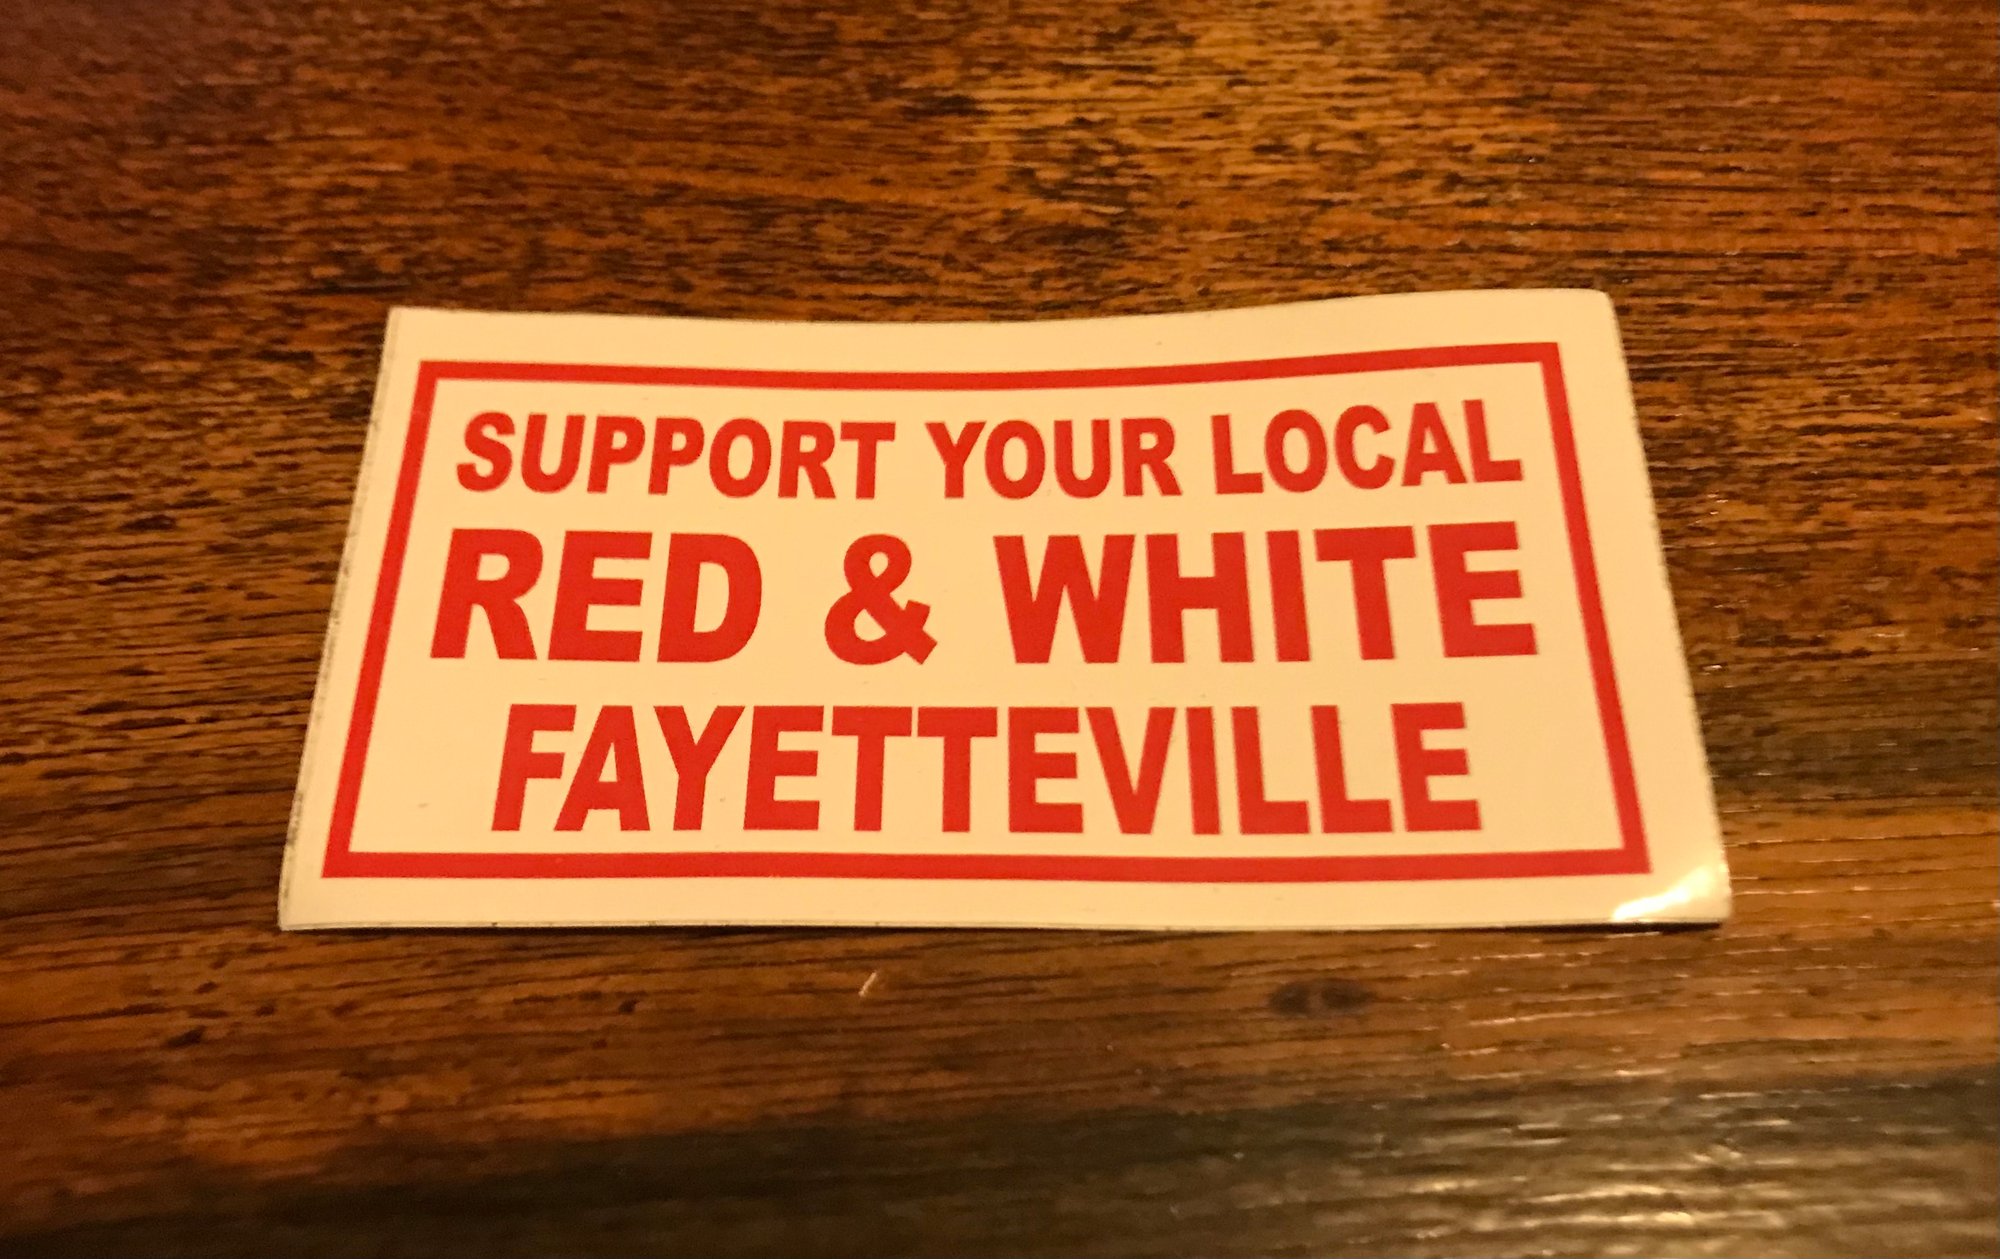 SUPPORT YOUR LOCAL
RED & WHITE
FAYETTEVILLE